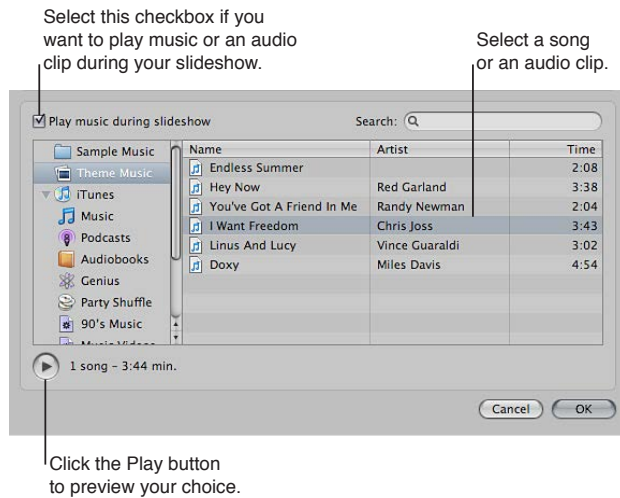 Select this checkbox if you
want to play music or an audio
clip during your slideshow.
Select a song
or an audio clip.
Play music during slideshow
Search:
Sample Music
Theme Music
iTunes
Music
Podcasts
Audiobooks
Genius
Party Shuffle
90's Music
Music Videos
Name Artist Time
Endless Summer 2:08
Hey Now Red Garland 3:38
You've Got A Friend In Me Randy Newman 2:04
I Want Freedom Chris Joss 3:43
Linus And Lucy Vince Guaraldi 3:02
Doxy Miles Davis 4:54
1 song – 3:44 min.
Cancel OK
Click the Play button
to preview your choice.